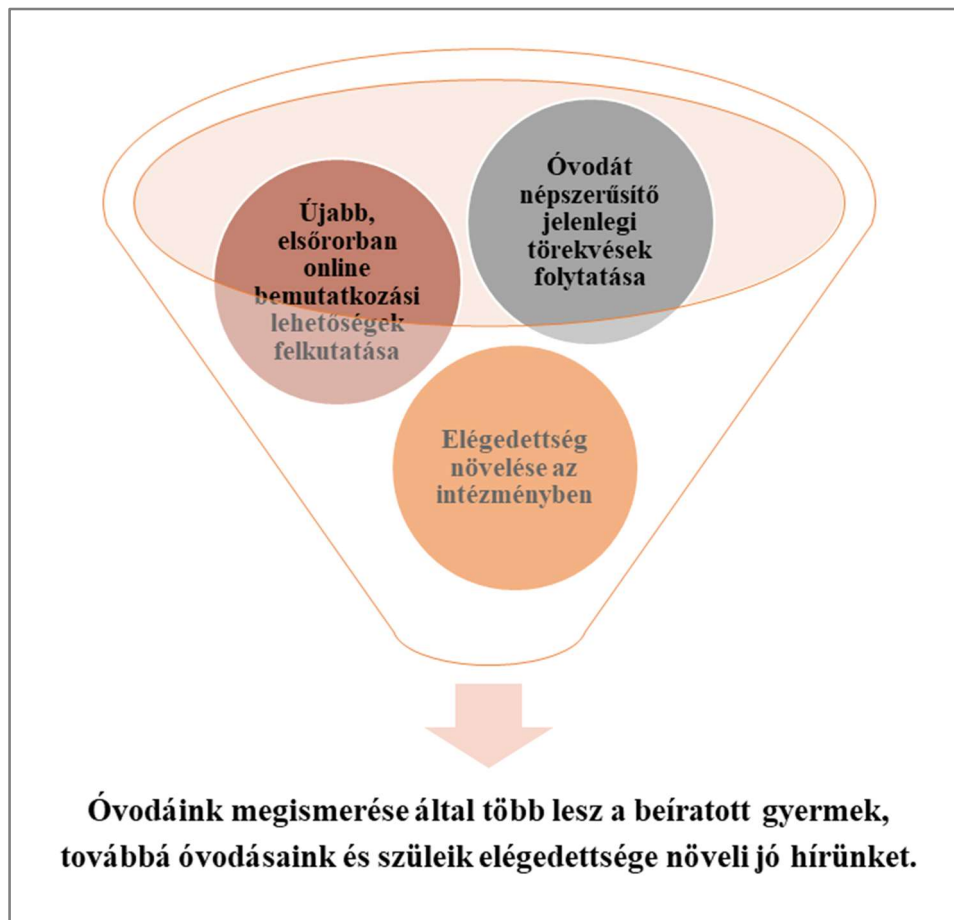 Újabb,
elsőrorban
online
bemutatkozási
lehetőségek
felkutatása
Óvodát
népszerűsítő
jelenlegi
törekvések
folytatása
Elégedettség
növelése az
intézményben
Óvodáink megismerése által több lesz a beíratott gyermek,
továbbá óvodásaink és szüleik elégedettsége növeli jó hírünket.